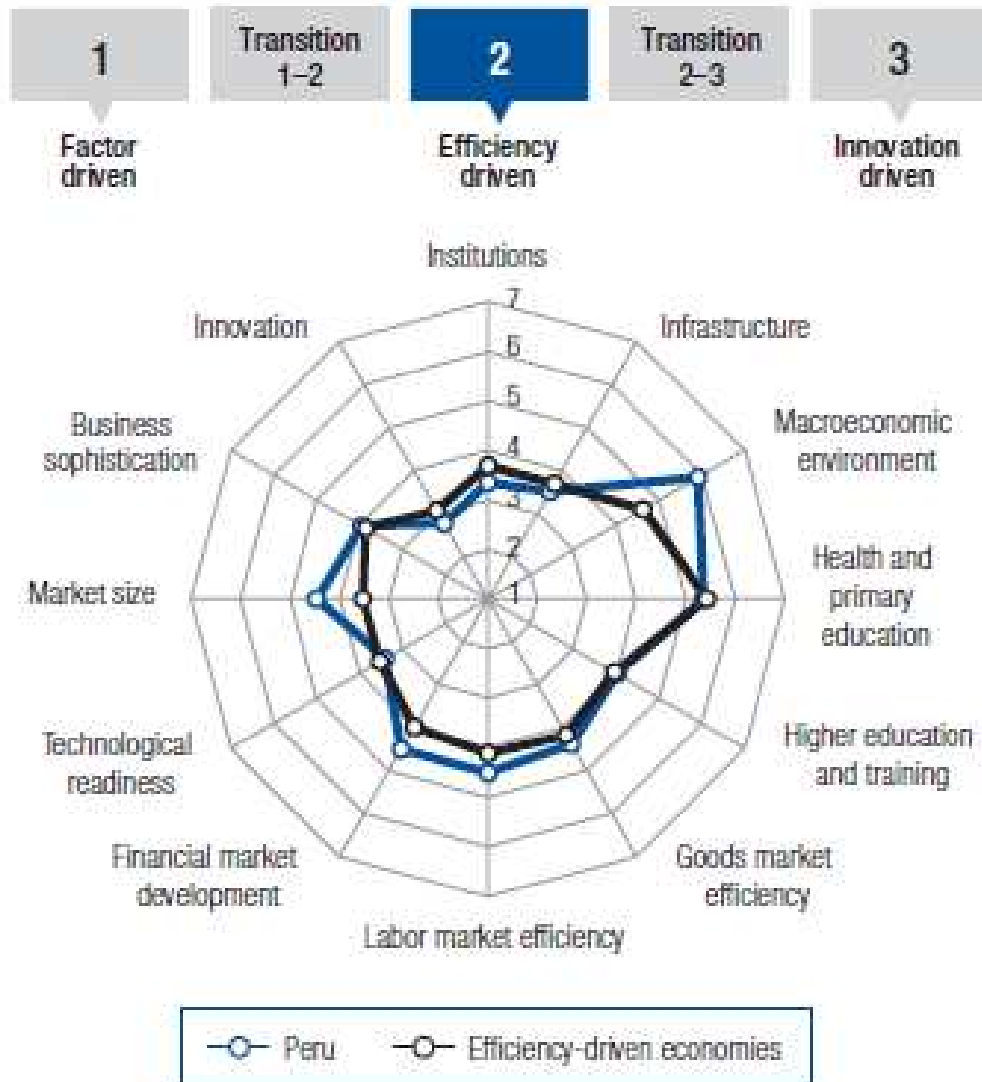 1
Transition
1–2
2
Transition
2–3
3
Factor
driven
Efficiency
driven
Innovation
driven
Institutions
Innovation
Infrastructure
Business
sophistication
Macroeconomic
environment
Market size
Health and
primary
education
Technological
readiness
Higher education
and training
Financial market
development
Goods market
efficiency
Labor market efficiency
7
6
5
4
3
2
1
Peru
Efficiency-driven economies